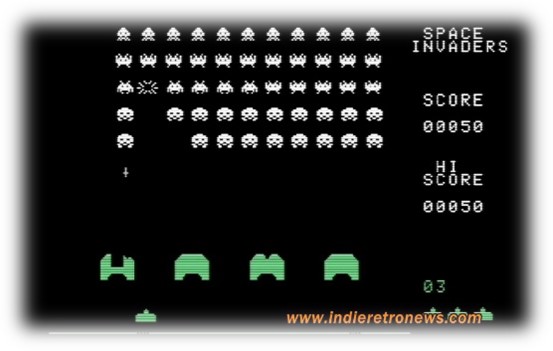 SPACE
INVADERS
SCORE
00050
HI
SCORE
00050
03
www.indieretronews.com